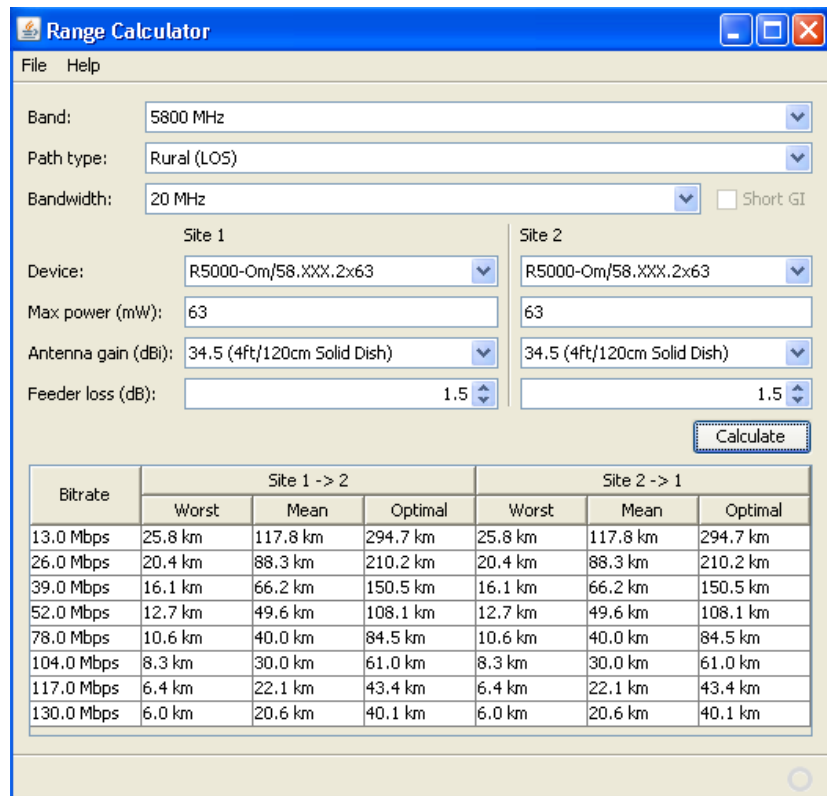 Range Calculator
File Help
Band: 5800 MHz
Path type: Rural (LOS)
Bandwidth: 20 MHz Short GI
Site 1 Site 2
Device: R5000-Om/58.XXX.2x63 R5000-Om/58.XXX.2x63
Max power (mW): 63 63
Antenna gain (dBi): 34.5 (4ft/120cm Solid Dish) 34.5 (4ft/120cm Solid Dish)
Feeder loss (dB): 1.5 1.5
Calculate
Bitrate Site 1 -> 2 Site 2 -> 1
Worst Mean Optimal Worst Mean Optimal
13.0 Mbps 25.8 km 117.8 km 294.7 km 25.8 km 117.8 km 294.7 km
26.0 Mbps 20.4 km 88.3 km 210.2 km 20.4 km 88.3 km 210.2 km
39.0 Mbps 16.1 km 66.2 km 150.5 km 16.1 km 66.2 km 150.5 km
52.0 Mbps 12.7 km 49.6 km 108.1 km 12.7 km 49.6 km 108.1 km
78.0 Mbps 10.6 km 40.0 km 84.5 km 10.6 km 40.0 km 84.5 km
104.0 Mbps 8.3 km 30.0 km 61.0 km 8.3 km 30.0 km 61.0 km
117.0 Mbps 6.4 km 22.1 km 43.4 km 6.4 km 22.1 km 43.4 km
130.0 Mbps 6.0 km 20.6 km 40.1 km 6.0 km 20.6 km 40.1 km